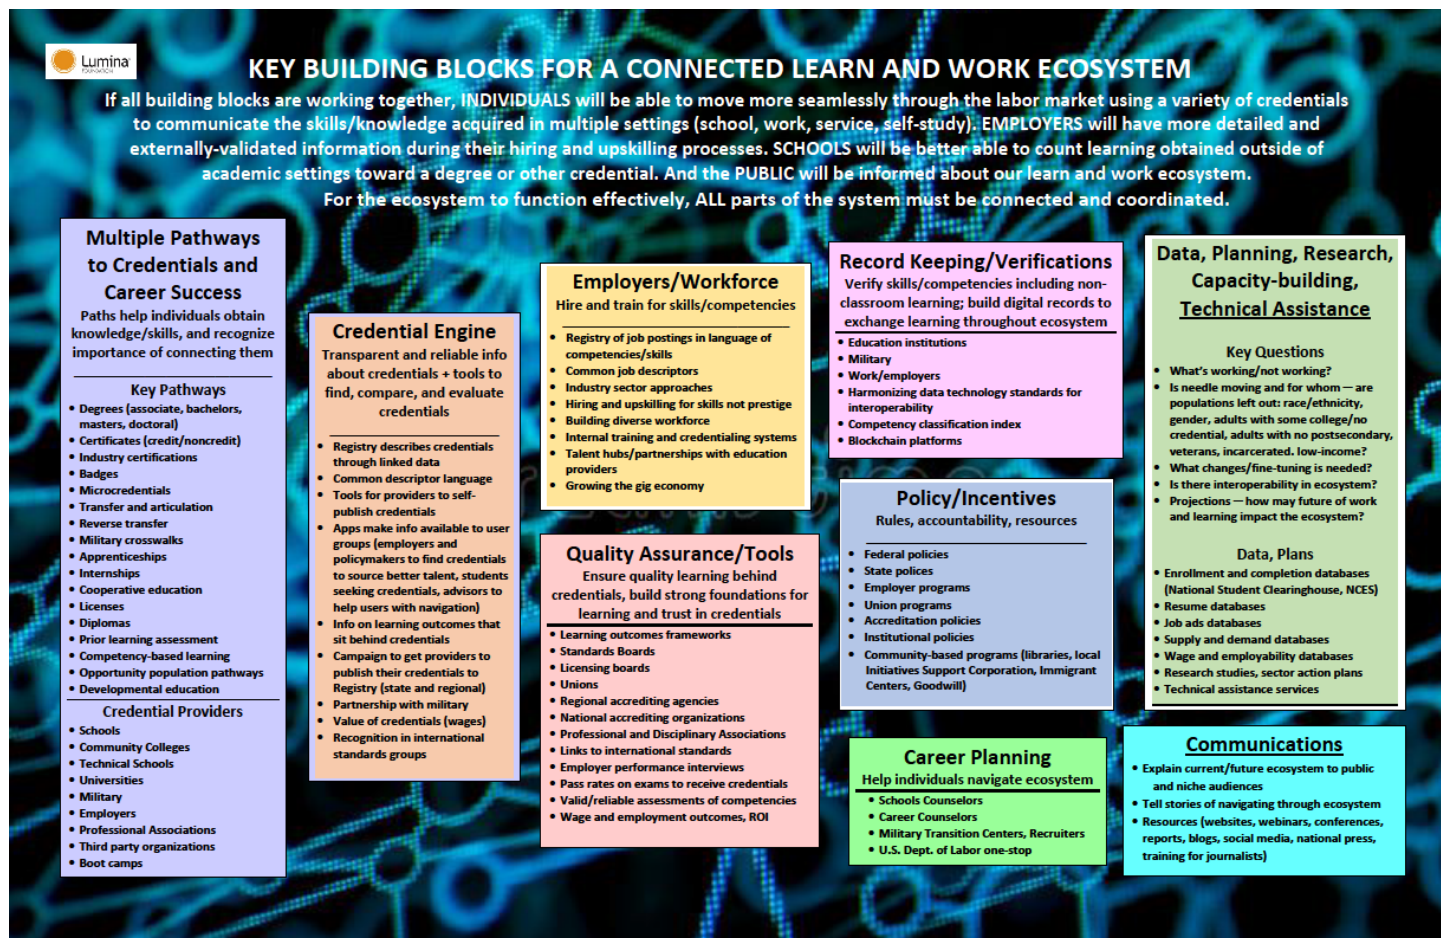 Lumina
FOUNDATION
KEY BUILDING BLOCKS FOR A CONNECTED LEARN AND WORK ECOSYSTEM
If all building blocks are working together, INDIVIDUALS will be able to move more seamlessly through the labor market using a variety of credentials
to communicate the skills/knowledge acquired in multiple settings (school, work, service, self-study). EMPLOYERS will have more detailed and
externally-validated information during their hiring and upskilling processes. SCHOOLS will be better able to count learning obtained outside of
academic settings toward a degree or other credential. And the PUBLIC will be informed about our learn and work ecosystem.
For the ecosystem to function effectively, ALL parts of the system must be connected and coordinated.
Multiple Pathways
to Credentials and
Career Success
Paths help individuals obtain
knowledge/skills, and recognize
importance of connecting them
Key Pathways
• Degrees (associate, bachelors,
masters, doctoral)
• Certificates (credit/noncredit)
• Industry certifications
• Badges
• Microcredentials
• Transfer and articulation
• Reverse transfer
• Military crosswalks
• Apprenticeships
• Internships
• Cooperative education
• Licenses
• Diplomas
• Prior learning assessment
• Competency-based learning
• Opportunity population pathways
• Developmental education
Credential Providers
• Schools
• Community Colleges
• Technical Schools
• Universities
• Military
• Employers
• Professional Associations
• Third party organizations
• Boot camps
Credential Engine
Transparent and reliable info
about credentials + tools to
find, compare, and evaluate
credentials
• Registry describes credentials
through linked data
• Common descriptor language
• Tools for providers to self-
publish credentials
• Apps make info available to user
groups (employers and
policymakers to find credentials
to source better talent, students
seeking credentials, advisors to
help users with navigation)
• Info on learning outcomes that
sit behind credentials
• Campaign to get providers to
publish their credentials to
Registry (state and regional)
• Partnership with military
• Value of credentials (wages)
• Recognition in international
standards groups
Employers/Workforce
Hire and train for skills/competencies
• Registry of job postings in language of
competencies/skills
• Common job descriptors
• Industry sector approaches
• Hiring and upskilling for skills not prestige
• Building diverse workforce
• Internal training and credentialing systems
• Talent hubs/partnerships with education
providers
• Growing the gig economy
Quality Assurance/Tools
Ensure quality learning behind
credentials, build strong foundations for
learning and trust in credentials
• Learning outcomes frameworks
• Standards Boards
• Licensing boards
• Unions
• Regional accrediting agencies
• National accrediting organizations
• Professional and Disciplinary Associations
• Links to international standards
• Employer performance interviews
• Pass rates on exams to receive credentials
• Valid/reliable assessments of competencies
• Wage and employment outcomes, ROI
Record Keeping/Verifications
Verify skills/competencies including non-
classroom learning; build digital records to
exchange learning throughout ecosystem
• Education institutions
• Military
• Work/employers
• Harmonizing data technology standards for
interoperability
• Competency classification index
• Blockchain platforms
Policy/Incentives
Rules, accountability, resources
• Federal policies
• State polices
• Employer programs
• Union programs
• Accreditation policies
• Institutional policies
• Community-based programs (libraries, local
Initiatives Support Corporation, Immigrant
Centers, Goodwill)
Career Planning
Help individuals navigate ecosystem
• Schools Counselors
• Career Counselors
• Military Transition Centers, Recruiters
• U.S. Dept. of Labor one-stop
Data, Planning, Research,
Capacity-building,
Technical Assistance
Key Questions
• What's working/not working?
• Is needle moving and for whom — are
populations left out: race/ethnicity,
gender, adults with some college/no
credential, adults with no postsecondary,
veterans, incarcerated. low-income?
• What changes/fine-tuning is needed?
• Is there interoperability in ecosystem?
• Projections — how may future of work
and learning impact the ecosystem?
Data, Plans
• Enrollment and completion databases
(National Student Clearinghouse, NCES)
• Resume databases
• Job ads databases
• Supply and demand databases
• Wage and employability databases
• Research studies, sector action plans
• Technical assistance services
Communications
• Explain current/future ecosystem to public
and niche audiences
• Tell stories of navigating through ecosystem
• Resources (websites, webinars, conferences,
reports, blogs, social media, national press,
training for journalists)